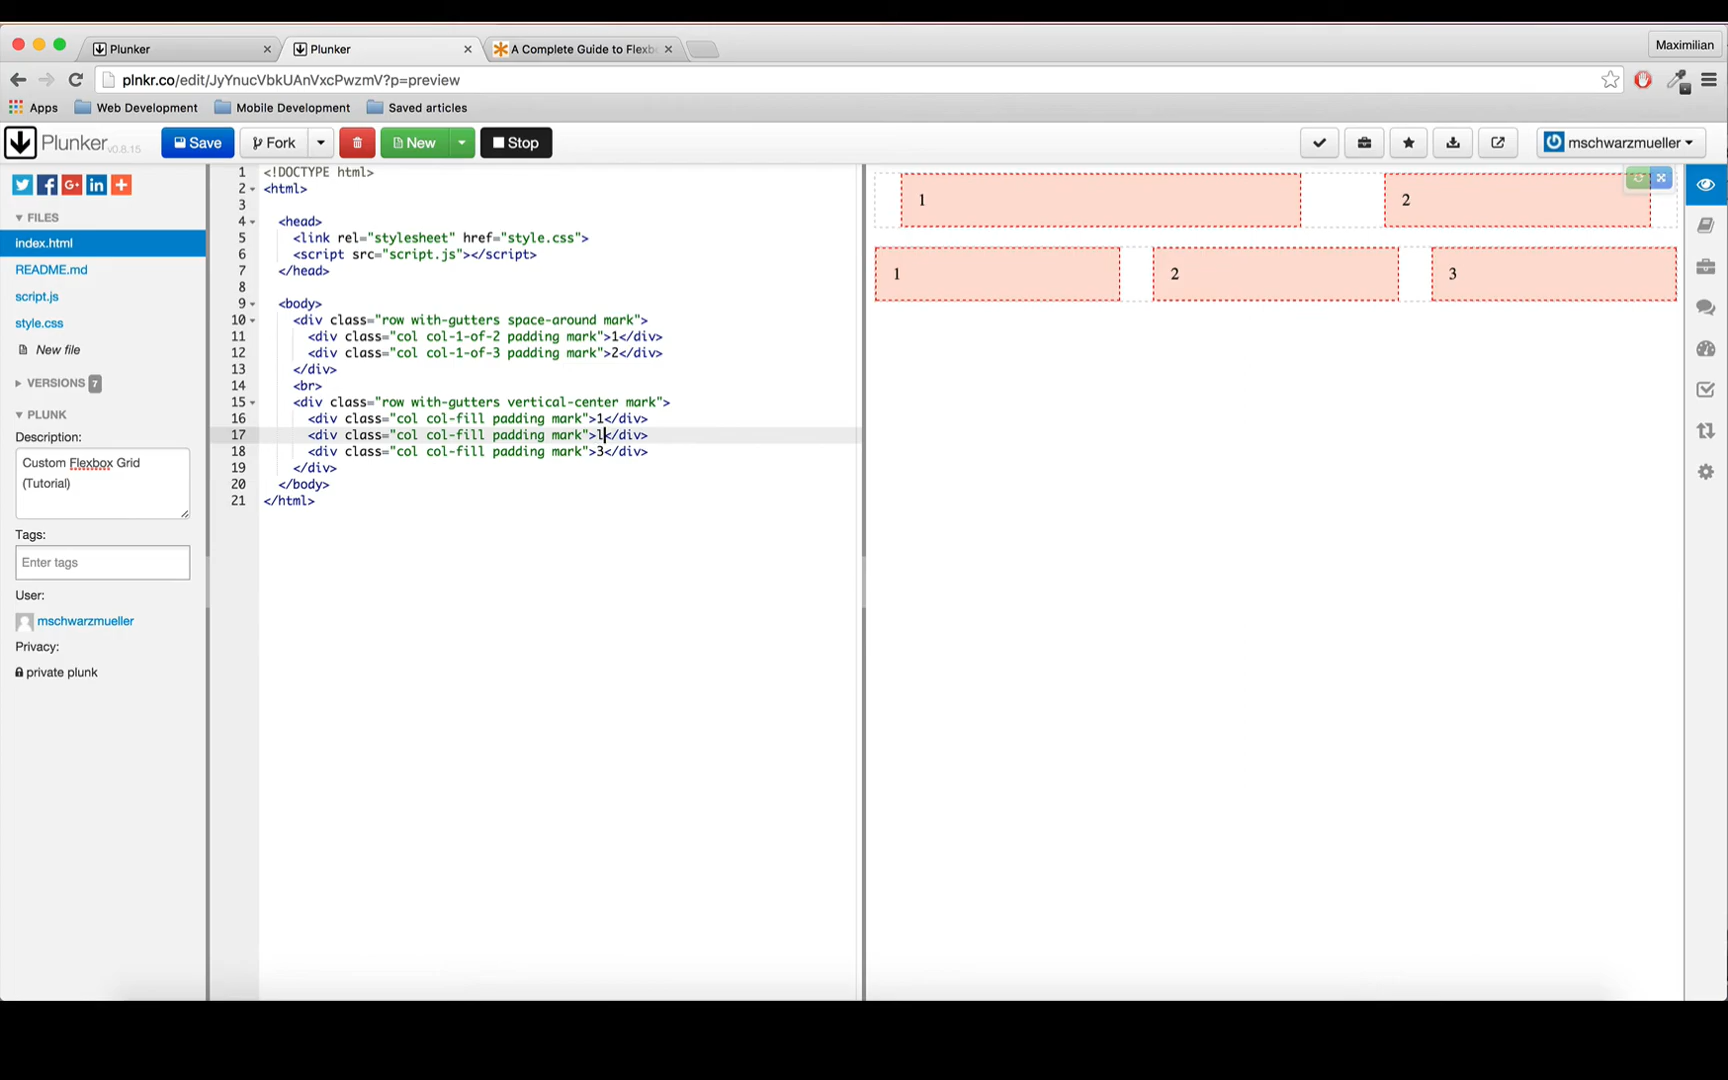 Plunker
Plunker
A Complete Guide to Flexb
Maximilian
plnkr.co/edit/JyYnucVbkUAnVxcPwzmV?p=preview
Apps Web Development Mobile Development Saved articles
Plunker v0.8.15 Save Fork New Stop mschwarzmueller
FILES
index.html
README.md
script.js
style.css
New file
VERSIONS 7
PLUNK
Description:
Custom Flexbox Grid
(Tutorial)
Tags:
Enter tags
User:
mschwarzmueller
Privacy:
private plunk
1 <!DOCTYPE html>
2 <html>
3
4 <head>
5 <link rel="stylesheet" href="style.css">
6 <script src="script.js"></script>
7 </head>
8
9 <body>
10 <div class="row with-gutters space-around mark">
11 <div class="col col-1-of-2 padding mark">1</div>
12 <div class="col col-1-of-3 padding mark">2</div>
13 </div>
14 <br>
15 <div class="row with-gutters vertical-center mark">
16 <div class="col col-fill padding mark">1</div>
17 <div class="col col-fill padding mark">l</div>
18 <div class="col col-fill padding mark">3</div>
19 </div>
20 </body>
21 </html>
1 2
1 2 3